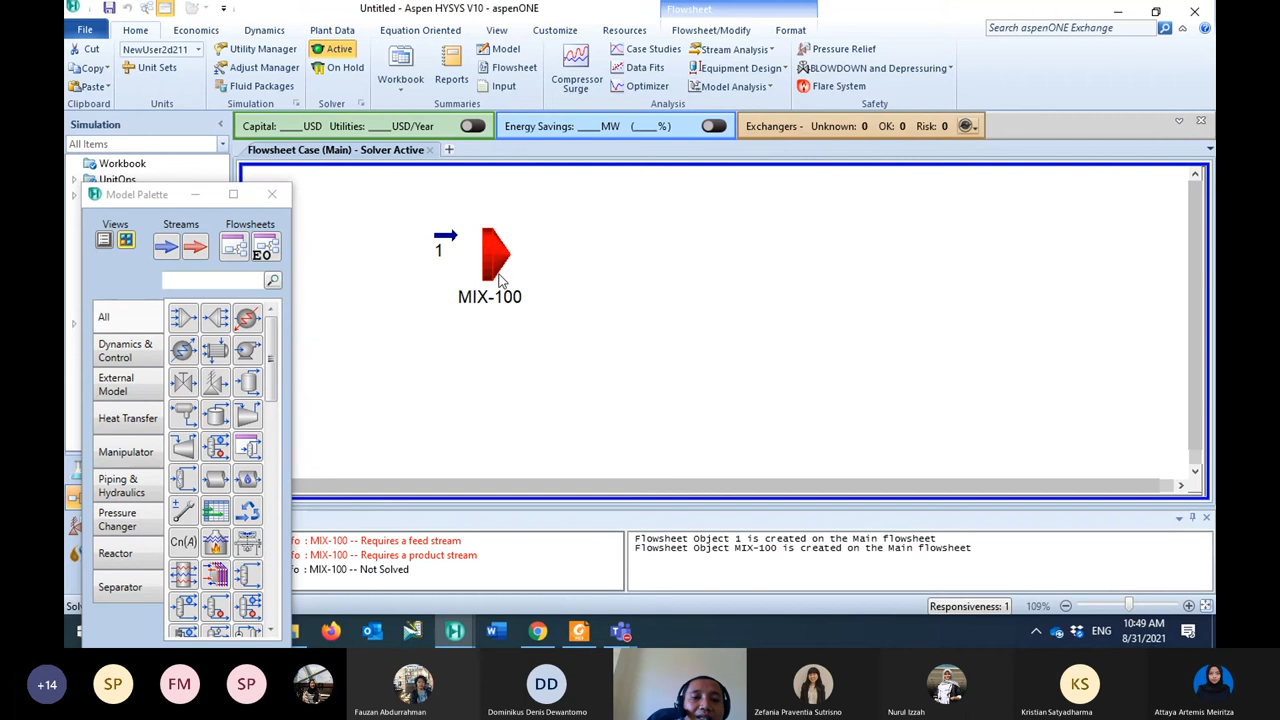 Untitled - Aspen HYSYS V10 - aspenONE
Flowsheet
File
Home
Economics
Dynamics
Plant Data
Equation Oriented
View
Customize
Resources
Flowsheet/Modify
Format
Search aspenONE Exchange
Cut
Copy
Paste
Clipboard
NewUser2d211
Unit Sets
Units
Utility Manager
Adjust Manager
Fluid Packages
Simulation
Active
On Hold
Solver
Workbook
Reports
Model
Flowsheet
Input
Summaries
Compressor
Surge
Case Studies
Data Fits
Optimizer
Stream Analysis
Equipment Design
Model Analysis
Analysis
Pressure Relief
BLOWDOWN and Depressuring
Flare System
Safety
Simulation
All Items
Workbook
UnitOps
Capital: ____USD Utilities: ____USD/Year
Energy Savings: ____MW (____%)
Exchangers - Unknown: 0 OK: 0 Risk: 0
Flowsheet Case (Main) - Solver Active
Model Palette
Views
Streams
Flowsheets
EO
All
Dynamics &
Control
External
Model
Heat Transfer
Manipulator
Piping &
Hydraulics
Pressure
Changer
Reactor
Separator
Cn(A)
1
MIX-100
fo : MIX-100 -- Requires a feed stream
fo : MIX-100 -- Requires a product stream
fo : MIX-100 -- Not Solved
Flowsheet Object 1 is created on the Main flowsheet
Flowsheet Object MIX-100 is created on the Main flowsheet
Responsiveness: 1
109%
ENG
10:49 AM
8/31/2021
+14
SP
FM
SP
Fauzan Abdurrahman
DD
Dominikus Denis Dewantomo
Zefania Praventia Sutrisno
Nurul Izzah
KS
Kristian Satyadharma
Attaya Artemis Meiritza